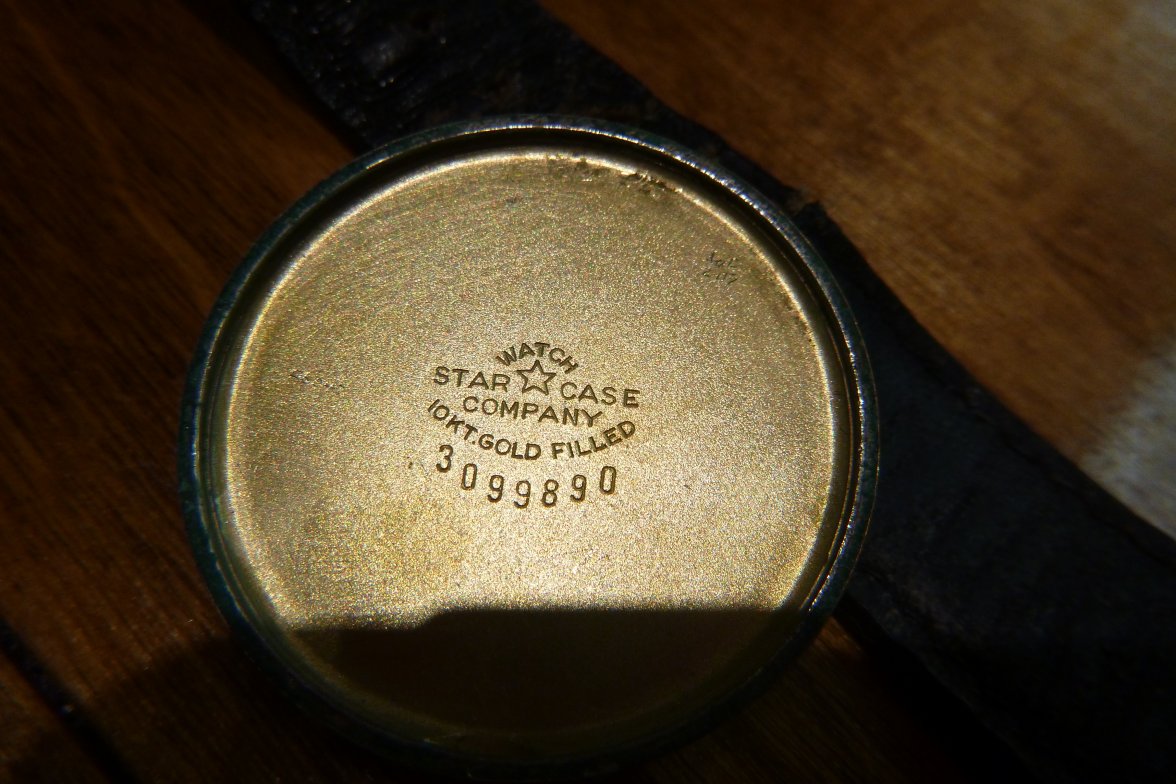 WATCH
STAR CASE
COMPANY
10KT. GOLD FILLED
3099890